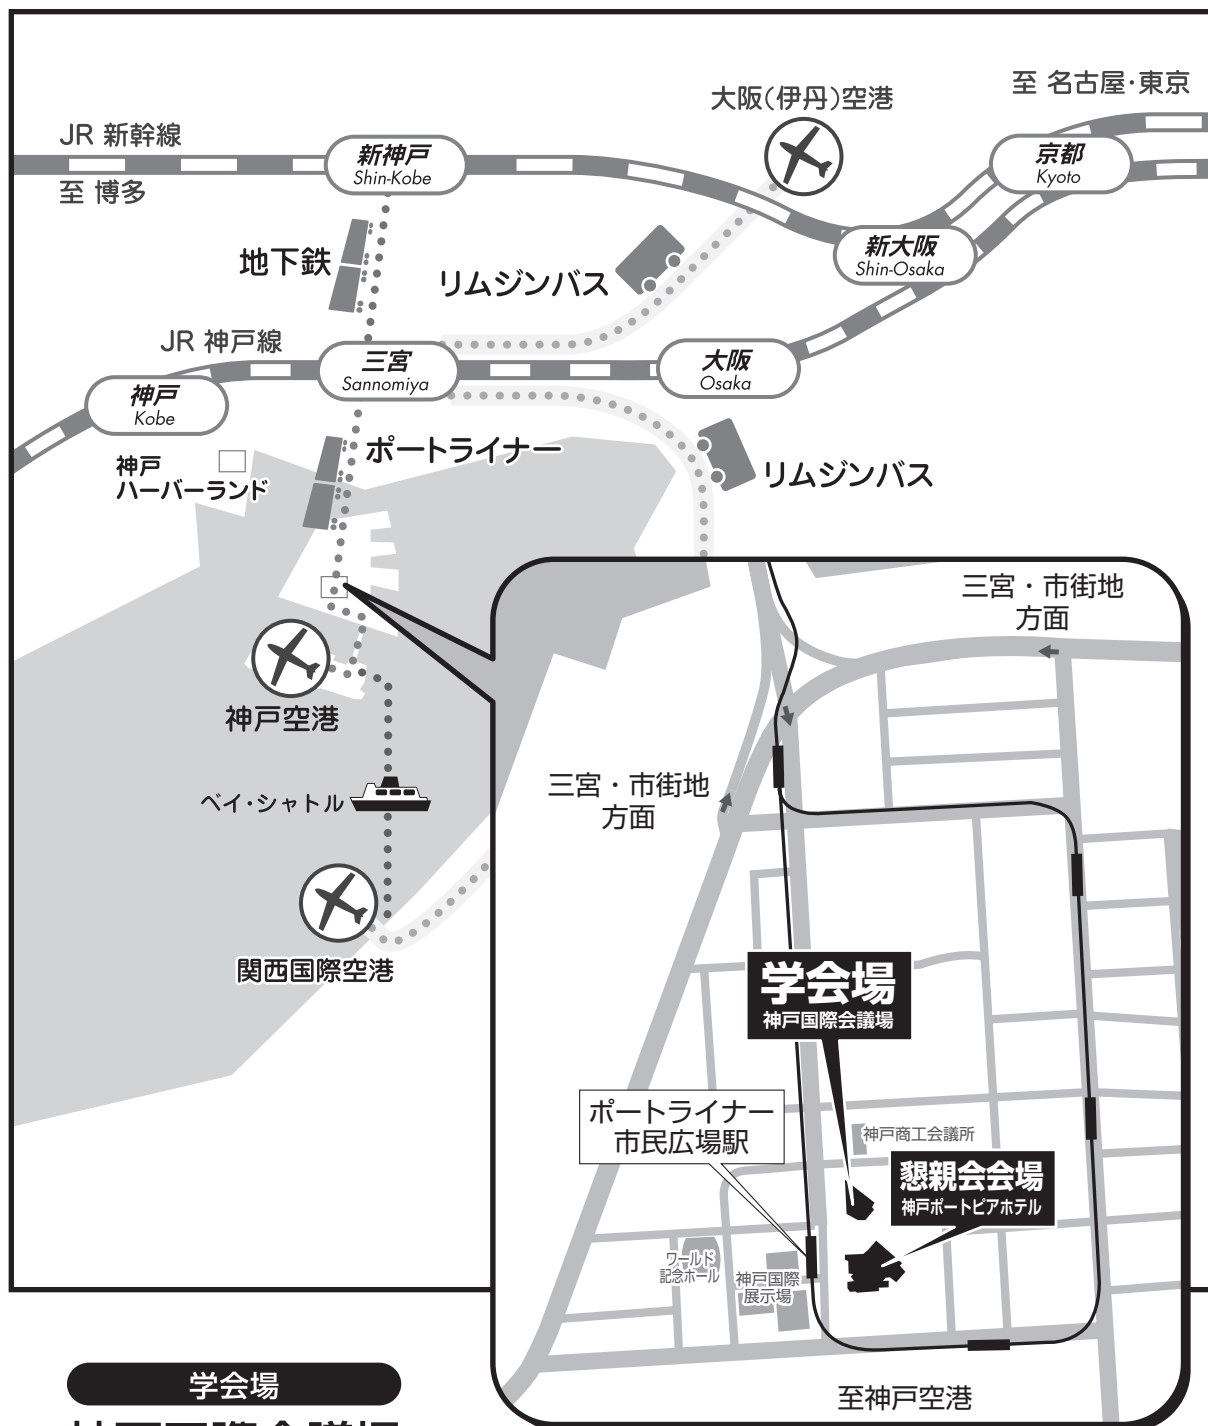 至 名古屋・東京
大阪(伊丹)空港
JR 新幹線
新神戸
Shin-Kobe
京都
Kyoto
至 博多
地下鉄
リムジンバス
新大阪
Shin-Osaka
JR 神戸線
三宮
Sannomiya
大阪
Osaka
神戸
Kobe
ポートライナー
神戸
ハーバーランド
リムジンバス
神戸空港
ベイ・シャトル
関西国際空港
三宮・市街地
方面
三宮・市街地
方面
学会場
神戸国際会議場
ポートライナー
市民広場駅
神戸商工会議所
懇親会会場
神戸ポートピアホテル
ワールド
記念ホール
神戸国際
展示場
至神戸空港
学会場
神戸国際会議場